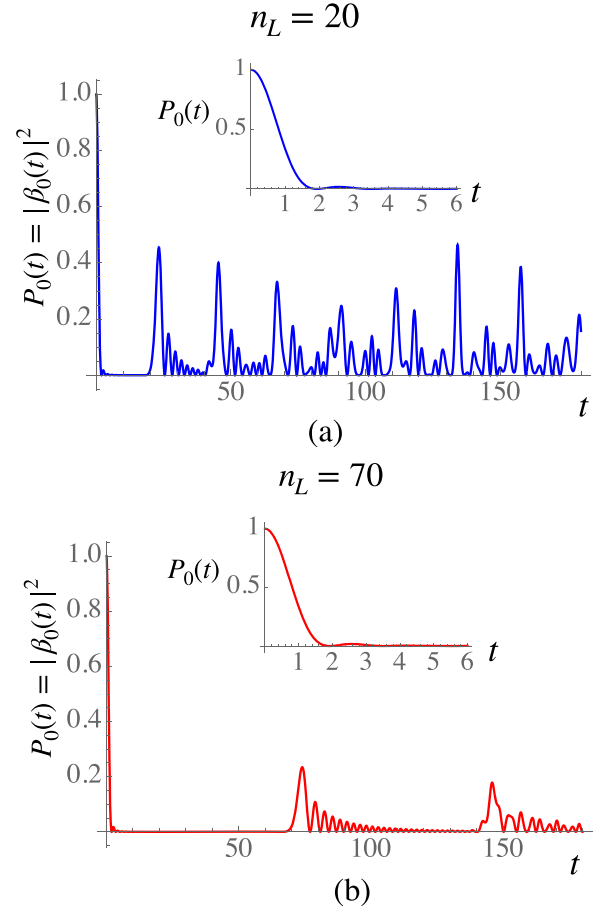 n_L = 20
1
P_0(t)
0.5
1 2 3 4 5 6 t
1.0
0.8
0.6
0.4
0.2
P_0(t) = |β_0(t)|^2
50 100 150
t
(a)
n_L = 70
1
P_0(t)
0.5
1 2 3 4 5 6 t
1.0
0.8
0.6
0.4
0.2
P_0(t) = |β_0(t)|^2
50 100 150
t
(b)